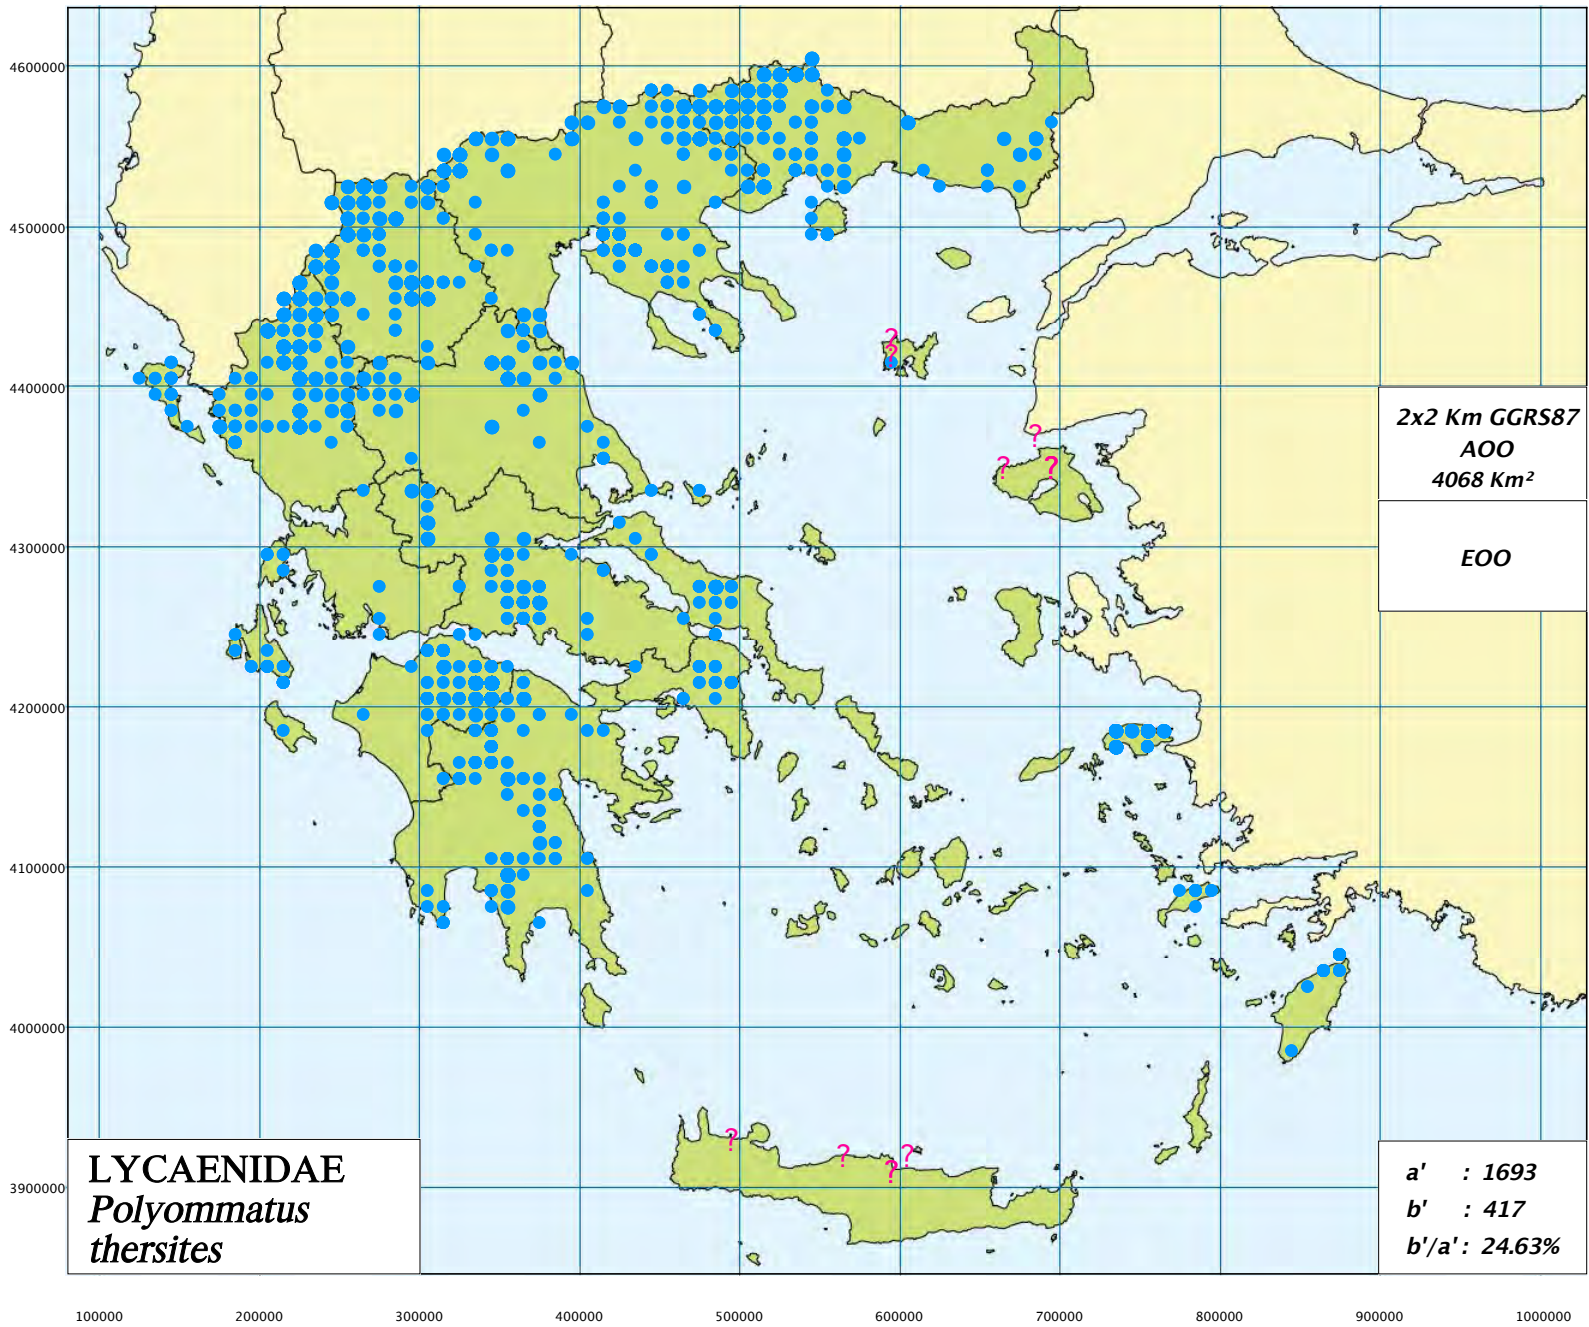 4600000
4500000
4400000
4300000
4200000
4100000
4000000
3900000
?
?
?
?
?
?
?
?
?
2x2 Km GGRS87
AOO
4068 Km²
EOO
LYCAENIDAE
Polyommatus
thersites
a' : 1693
b' : 417
b'/a' : 24.63%
100000 200000 300000 400000 500000 600000 700000 800000 900000 1000000